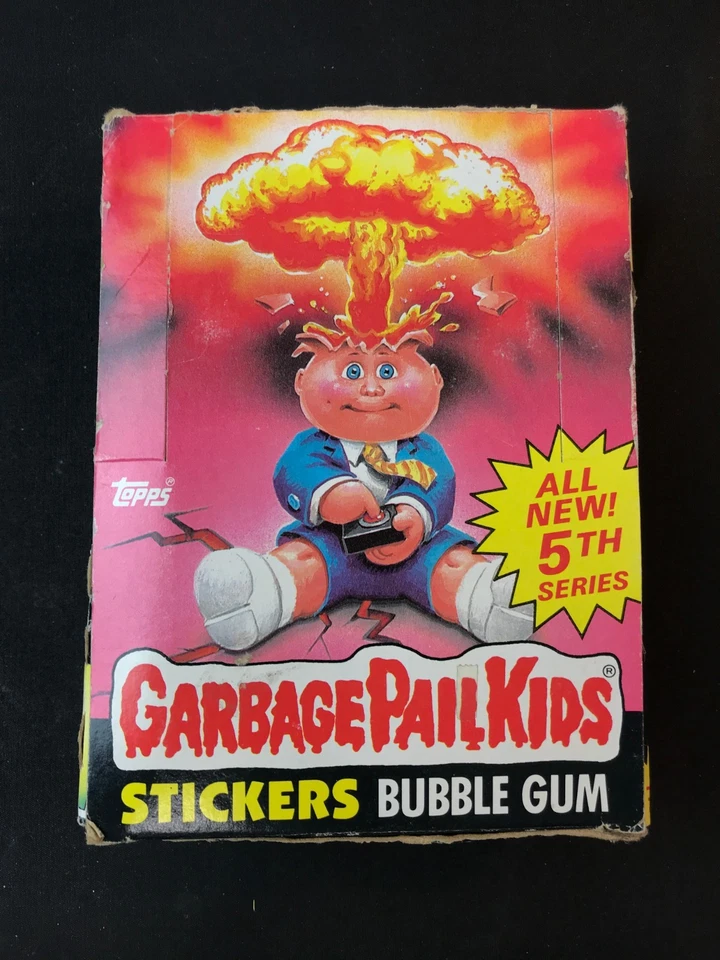 topps®
ALL
NEW!
5TH
SERIES
GARBAGE PAIL KIDS®
STICKERS BUBBLE GUM